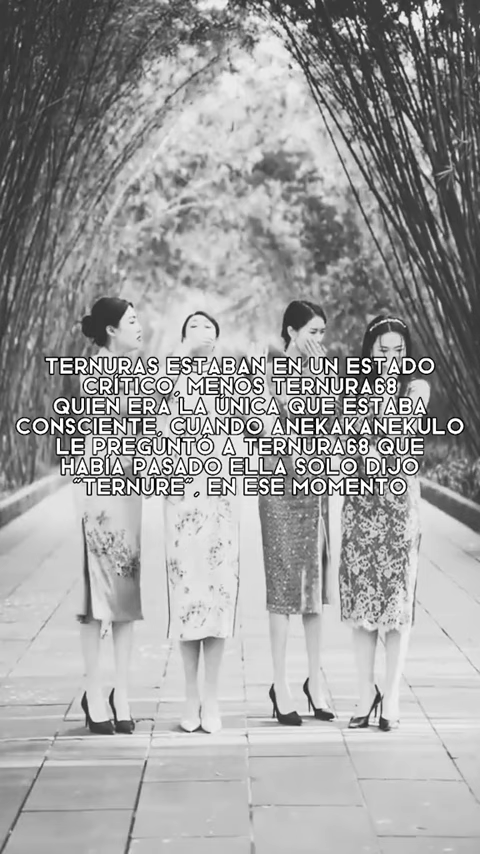 TERNURAS ESTABAN EN UN ESTADO
CRÍTICO, MENOS TERNURA68
QUIEN ERA LA ÚNICA QUE ESTABA
CONSCIENTE, CUANDO ANEKAKANEKULO
LE PREGÚNTÓ A TERNURA68 QUE
HABÍA PASADO ELLA SOLO DIJO
"TERNURE", EN ESE MOMENTO